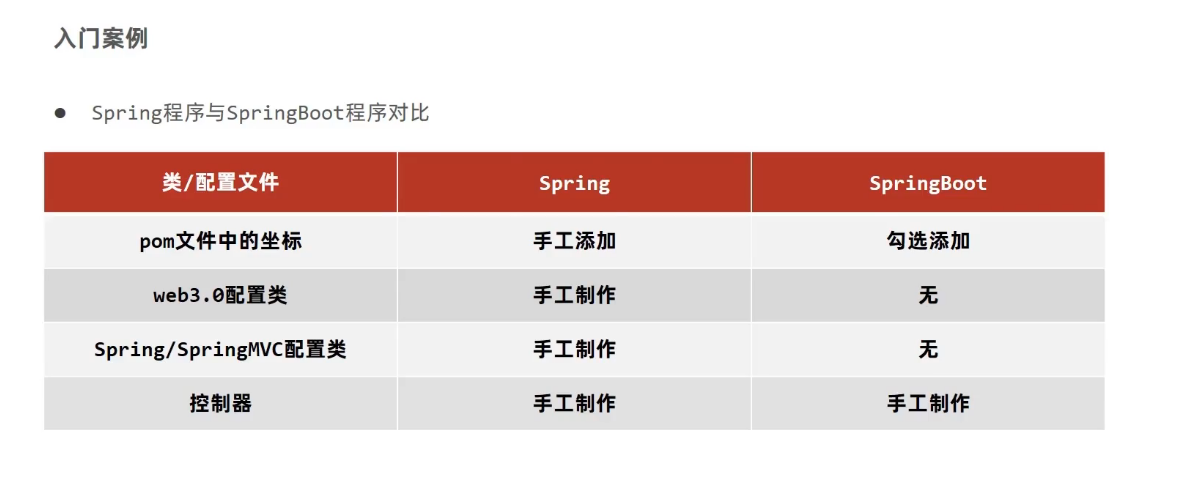 入门案例
● Spring程序与SpringBoot程序对比
类/配置文件 Spring SpringBoot
pom文件中的坐标 手工添加 勾选添加
web3.0配置类 手工制作 无
Spring/SpringMVC配置类 手工制作 无
控制器 手工制作 手工制作